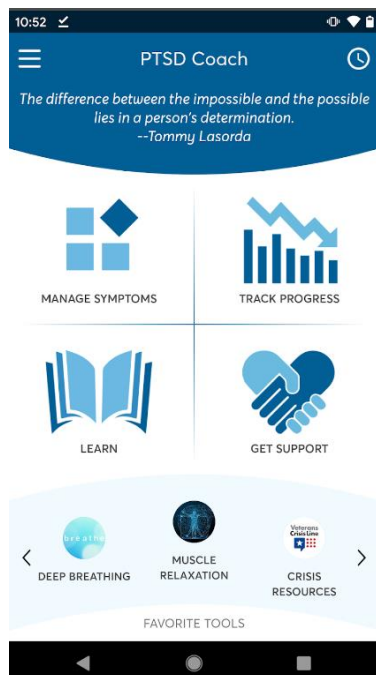 10:52
PTSD Coach
The difference between the impossible and the possible
lies in a person's determination.
--Tommy Lasorda
MANAGE SYMPTOMS
TRACK PROGRESS
LEARN
GET SUPPORT
breathe
DEEP BREATHING
MUSCLE
RELAXATION
Veterans
Crisis Line
CRISIS
RESOURCES
FAVORITE TOOLS